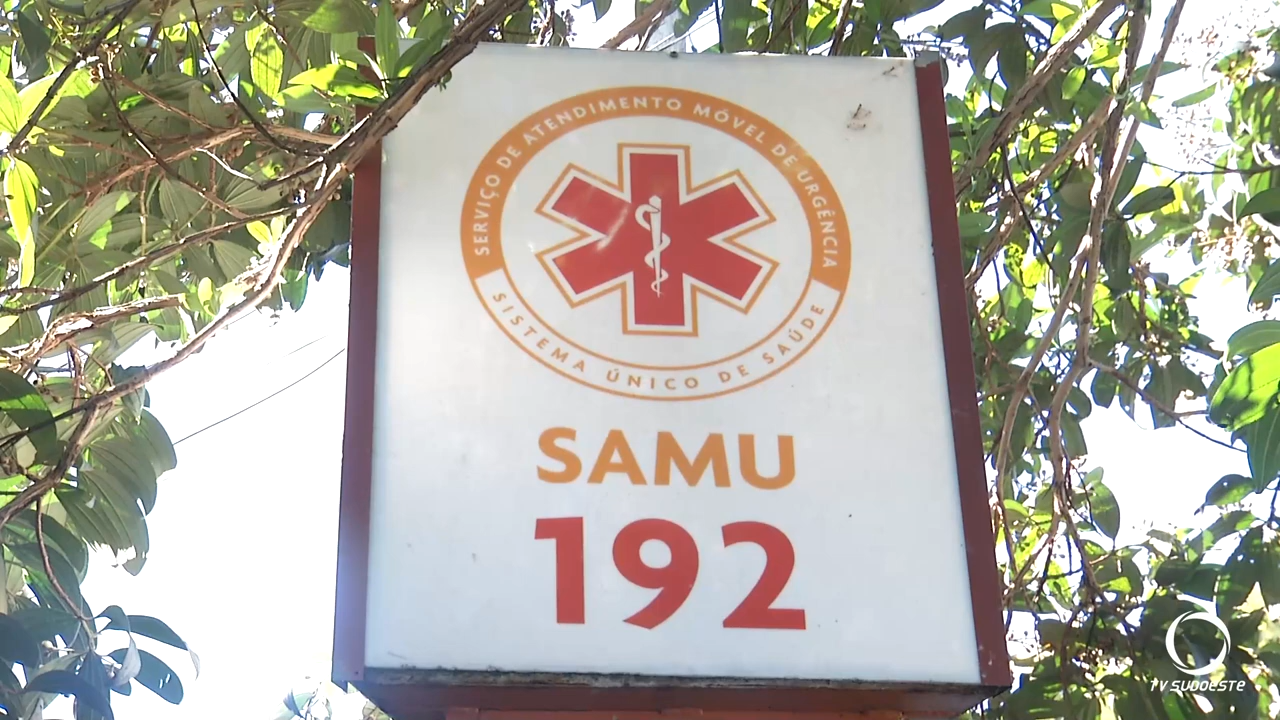 SERVIÇO DE ATENDIMENTO MÓVEL DE URGÊNCIA
SISTEMA ÚNICO DE SAÚDE
SAMU
192
TV SUDOESTE